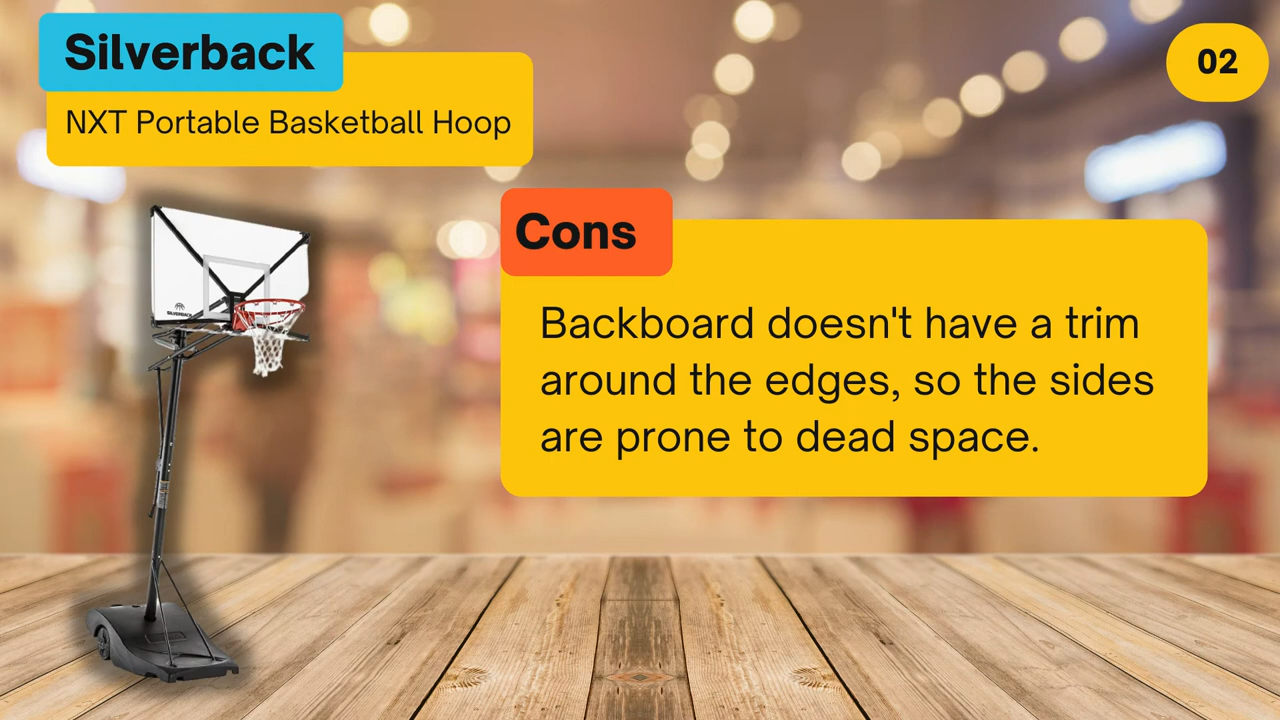 Silverback
NXT Portable Basketball Hoop
02
Cons
Backboard doesn't have a trim
around the edges, so the sides
are prone to dead space.
SILVERBACK